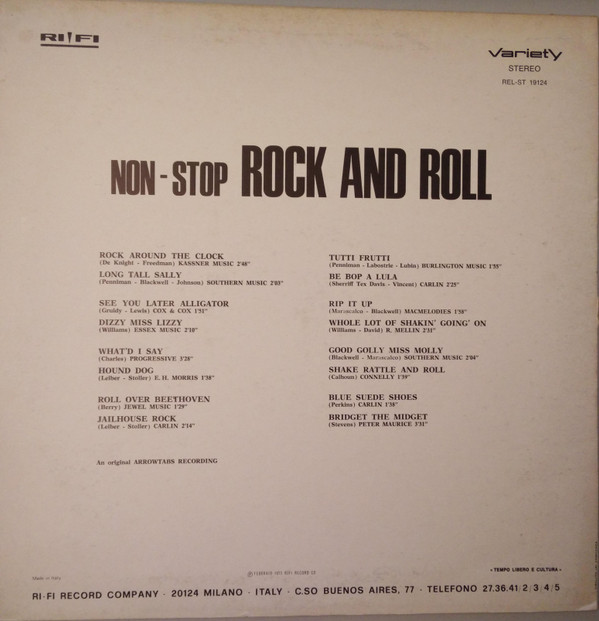 RI FI
Variety
STEREO
REL-ST 19124
NON-STOP ROCK AND ROLL
ROCK AROUND THE CLOCK
(De Knight - Freedman) KASSNER MUSIC 2'46"
LONG TALL SALLY
(Penniman - Blackwell - Johnson) SOUTHERN MUSIC 2'03"
SEE YOU LATER ALLIGATOR
(Gruidy - Lewis) COX & COX 1'51"
DIZZY MISS LIZZY
(Williams) ESSEX MUSIC 2'10"
WHAT'D I SAY
(Charles) PROGRESSIVE 3'28"
HOUND DOG
(Leiber - Stoller) E. H. MORRIS 1'36"
ROLL OVER BEETHOVEN
(Berry) JEWEL MUSIC 1'29"
JAILHOUSE ROCK
(Leiber - Stoller) CARLIN 2'14"
An original ARROWTABS RECORDING
TUTTI FRUTTI
(Penniman - Labostrie - Lubin) BURLINGTON MUSIC 1'55"
BE BOP A LULA
(Sherriff Tex Davis - Vincent) CARLIN 2'25"
RIP IT UP
(Marascalco - Blackwell) MACMELODIES 1'58"
WHOLE LOT OF SHAKIN' GOING' ON
(Williams - David) R. MELLIN 2'31"
GOOD GOLLY MISS MOLLY
(Blackwell - Marascalco) SOUTHERN MUSIC 2'04"
SHAKE RATTLE AND ROLL
(Calhoun) CONNELLY 1'59"
BLUE SUEDE SHOES
(Perkins) CARLIN 1'38"
BRIDGET THE MIDGET
(Stevens) PETER MAURICE 3'31"
Made in Italy
RIFI RECORD CO
« TEMPO LIBERO E CULTURA »
RI-FI RECORD COMPANY · 20124 MILANO · ITALY · C.SO BUENOS AIRES, 77 · TELEFONO 27.36.41/2/3/4/5